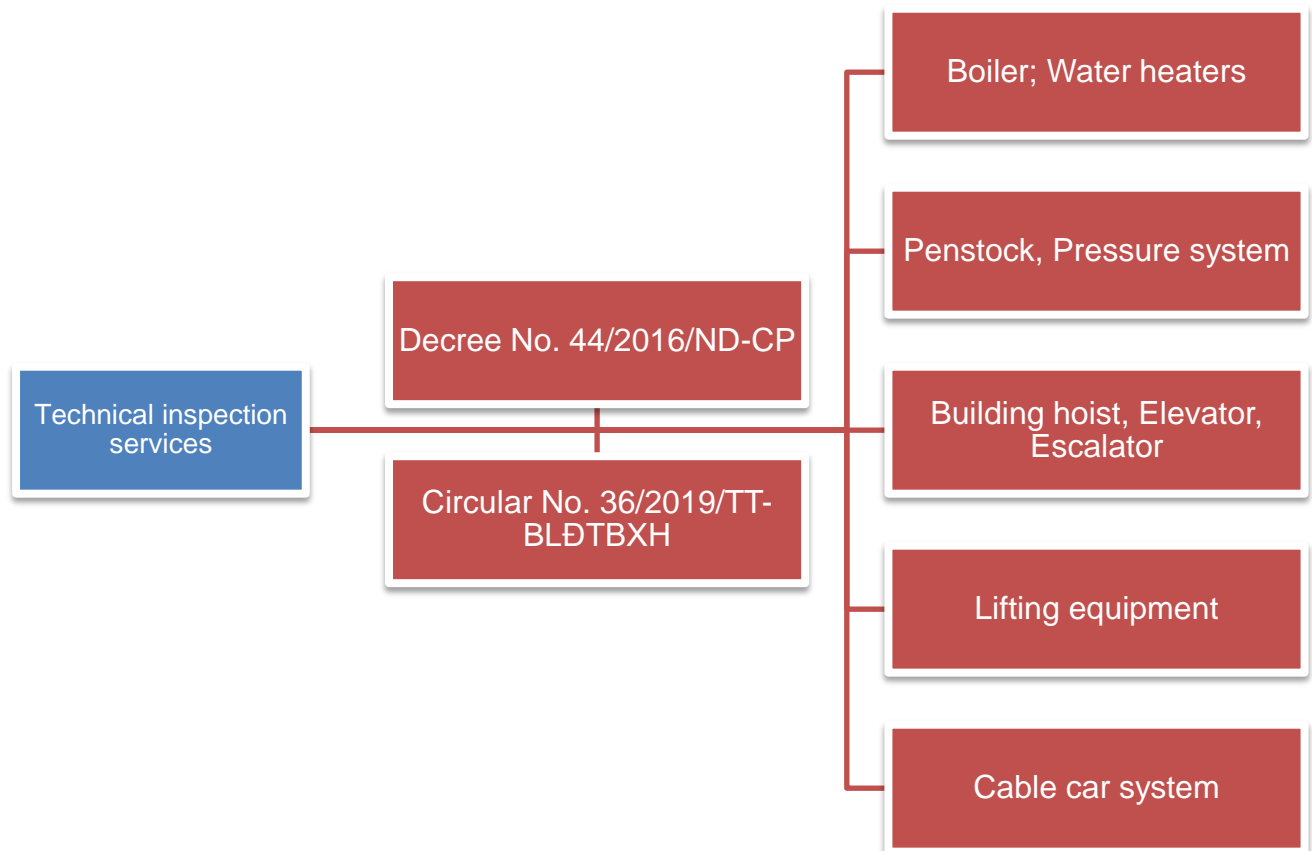 Technical inspection
services
Decree No. 44/2016/ND-CP
Circular No. 36/2019/TT-
BLĐTBXH
Boiler; Water heaters
Penstock, Pressure system
Building hoist, Elevator,
Escalator
Lifting equipment
Cable car system